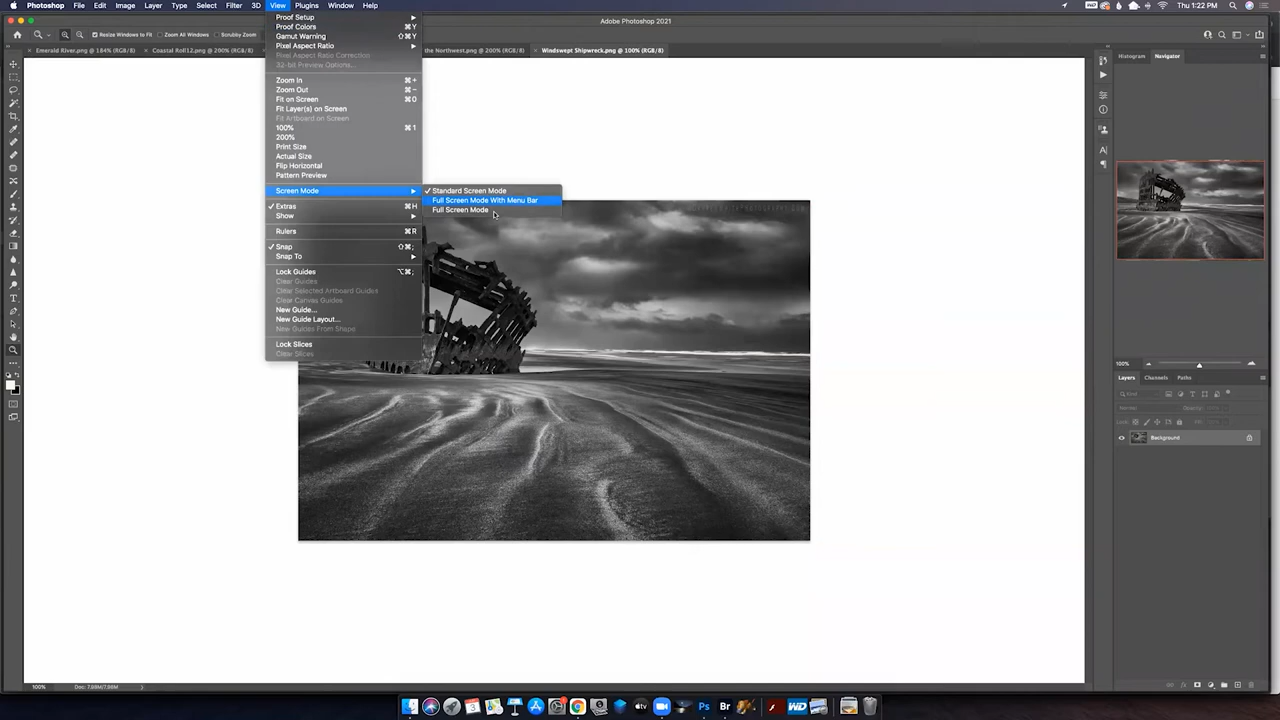 Photoshop File Edit Image Layer Type Select Filter 3D View Plugins Window Help
Thu 1:22 PM
Adobe Photoshop 2021
Resize Windows to Fit Zoom All Windows Scrubby Zoom
Emerald River.png @ 184% (RGB/8)
Coastal Roll12.png @ 290% (RGB/8)
the Northwest.png @ 200% (RGB/8)
Windswept Shipwreck.png @ 100% (RGB/8)
Proof Setup
Proof Colors ⌘Y
Gamut Warning ⇧⌘Y
Pixel Aspect Ratio
Pixel Aspect Ratio Correction
32-bit Preview Options...
Zoom In ⌘+
Zoom Out ⌘-
Fit on Screen ⌘0
Fit Layer(s) on Screen
Fit Artboard on Screen
100% ⌘1
200%
Print Size
Actual Size
Flip Horizontal
Pattern Preview
Screen Mode
Standard Screen Mode
Full Screen Mode With Menu Bar
Full Screen Mode
Extras ⌘H
Show
Rulers ⌘R
Snap ⇧⌘;
Snap To
Lock Guides ⌥⌘;
Clear Guides
Clear Selected Artboard Guides
Clear Canvas Guides
New Guide...
New Guide Layout...
New Guides From Shape
Lock Slices
Clear Slices
Histogram Navigator
100%
Layers Channels Paths
Kind
Normal Opacity:
Lock: Fill:
Background
100% Doc: 7.99M/7.98M
Ps Br WD